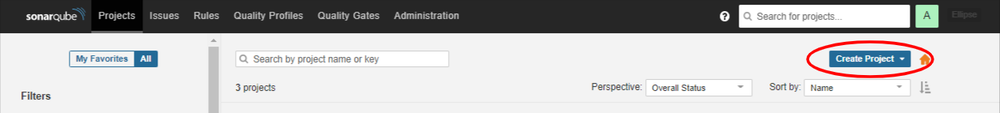 sonarqube Projects Issues Rules Quality Profiles Quality Gates Administration ? Search for projects... A Ellipse
My Favorites All Search by project name or key Create Project
3 projects Perspective: Overall Status Sort by: Name
Filters